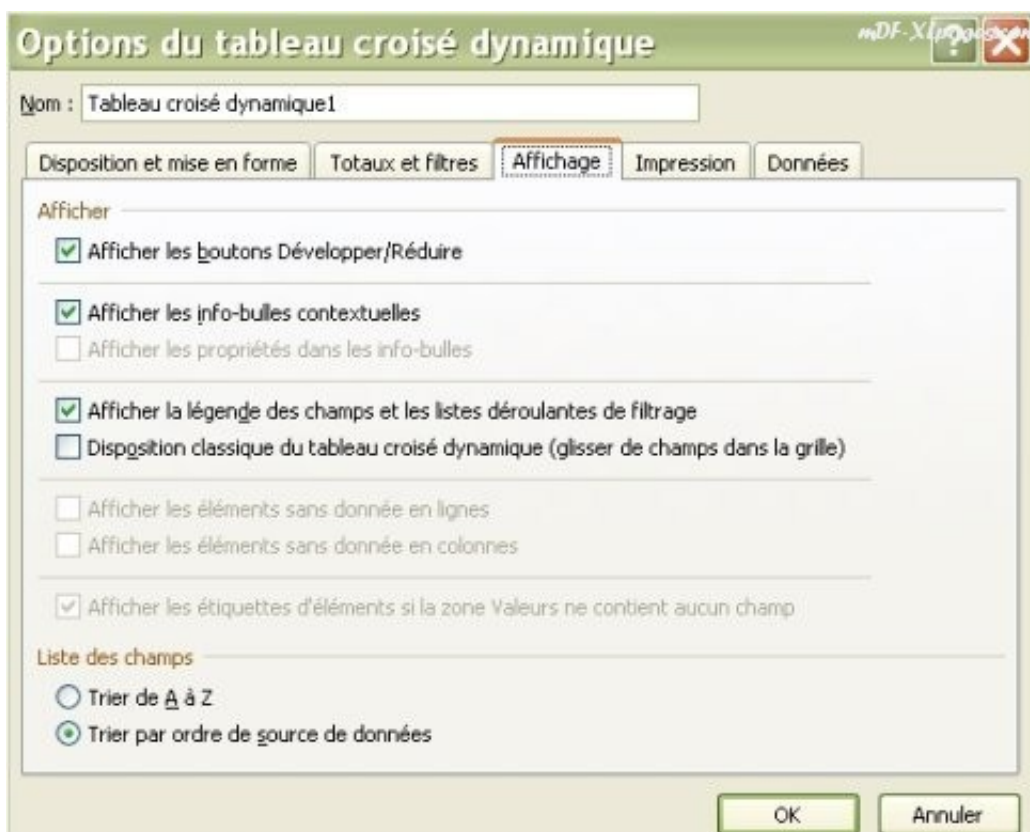 Options du tableau croisé dynamique
Nom : Tableau croisé dynamique1
Disposition et mise en forme Totaux et filtres Affichage Impression Données
Afficher
Afficher les boutons Développer/Réduire
Afficher les info-bulles contextuelles
Afficher les propriétés dans les info-bulles
Afficher la légende des champs et les listes déroulantes de filtrage
Disposition classique du tableau croisé dynamique (glisser de champs dans la grille)
Afficher les éléments sans donnée en lignes
Afficher les éléments sans donnée en colonnes
Afficher les étiquettes d'éléments si la zone Valeurs ne contient aucun champ
Liste des champs
Trier de A à Z
Trier par ordre de source de données
OK Annuler